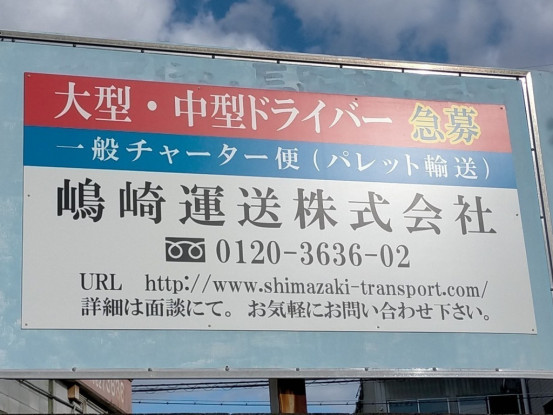 大型・中型ドライバー 急募
一般チャーター便(パレット輸送)
嶋崎運送株式会社
0120-3636-02
URL http://www.shimazaki-transport.com/
詳細は面談にて。お気軽にお問い合わせ下さい。